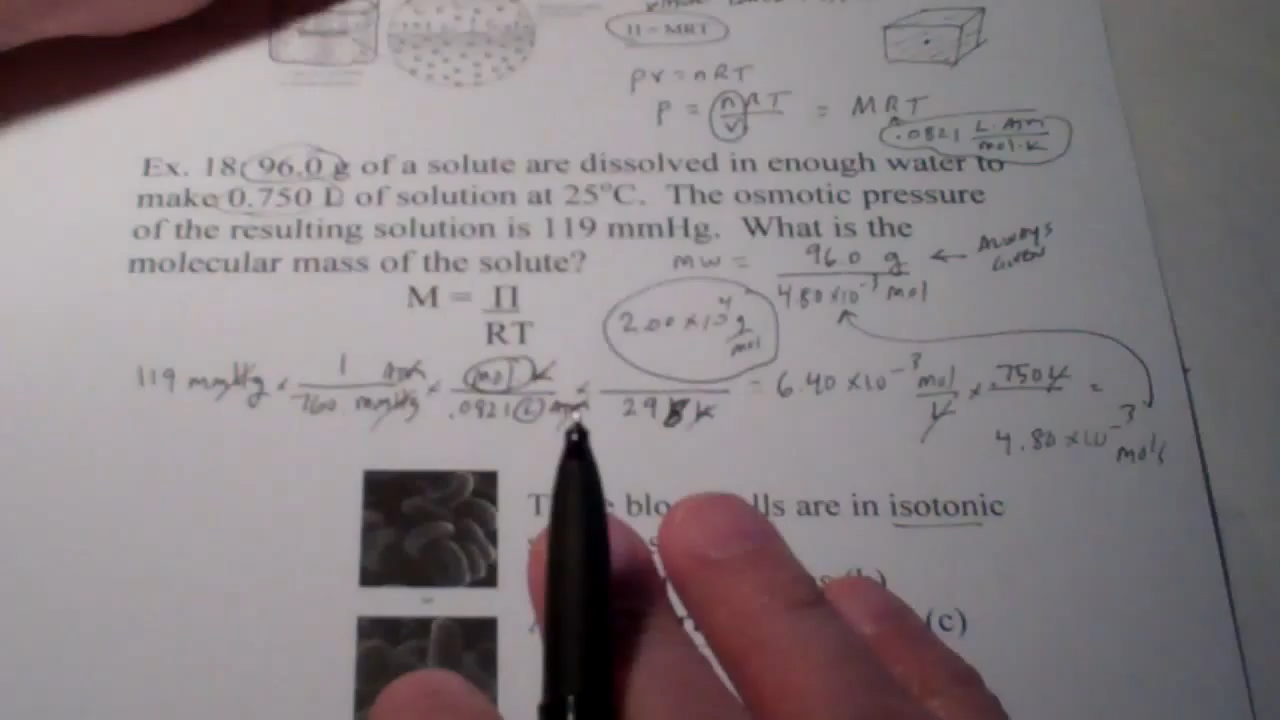 Π = MRT
PV = nRT
P = n/V RT = MRT
.0821 L·Atm/mol·K
Ex. 18 96.0 g of a solute are dissolved in enough water to
make 0.750 L of solution at 25°C. The osmotic pressure
of the resulting solution is 119 mmHg. What is the
molecular mass of the solute?
MW = 96.0 g / 4.80 × 10⁻³ mol ← Always Given
M = Π
RT
2.00 × 10⁴ g/mol
119 mmHg × 1 Atm / 760 mmHg × mol K / .0821 L Atm × / 298 K = 6.40 × 10⁻³ mol/L × .750 L =
4.80 × 10⁻³ mols
are in isotonic
(b)
(c)